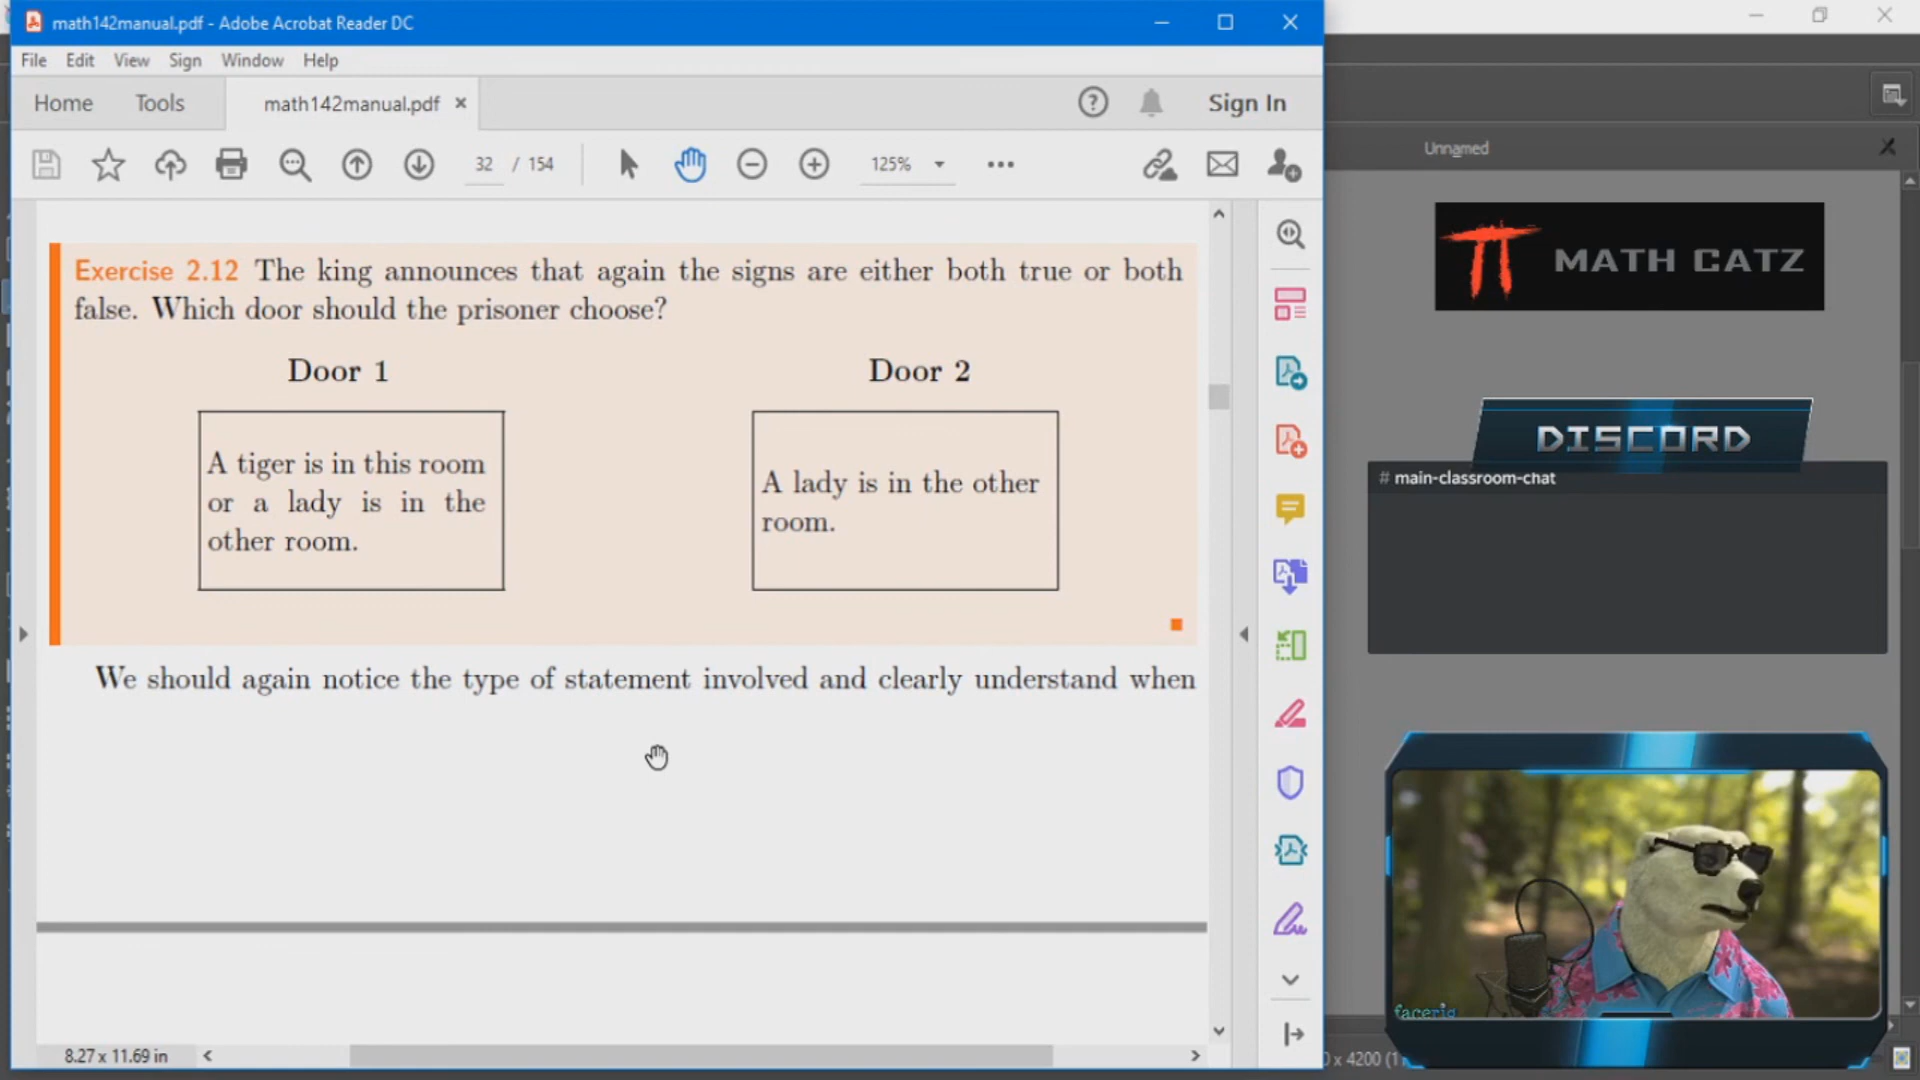 math142manual.pdf - Adobe Acrobat Reader DC
File Edit View Sign Window Help
Home Tools math142manual.pdf Sign In
32 / 154 125%
Exercise 2.12 The king announces that again the signs are either both true or both
false. Which door should the prisoner choose?
Door 1 Door 2
A tiger is in this room
or a lady is in the
other room.
A lady is in the other
room.
We should again notice the type of statement involved and clearly understand when
8.27 x 11.69 in
Unnamed
MATH CATZ
DISCORD
# main-classroom-chat
facerig
x 4200 (1